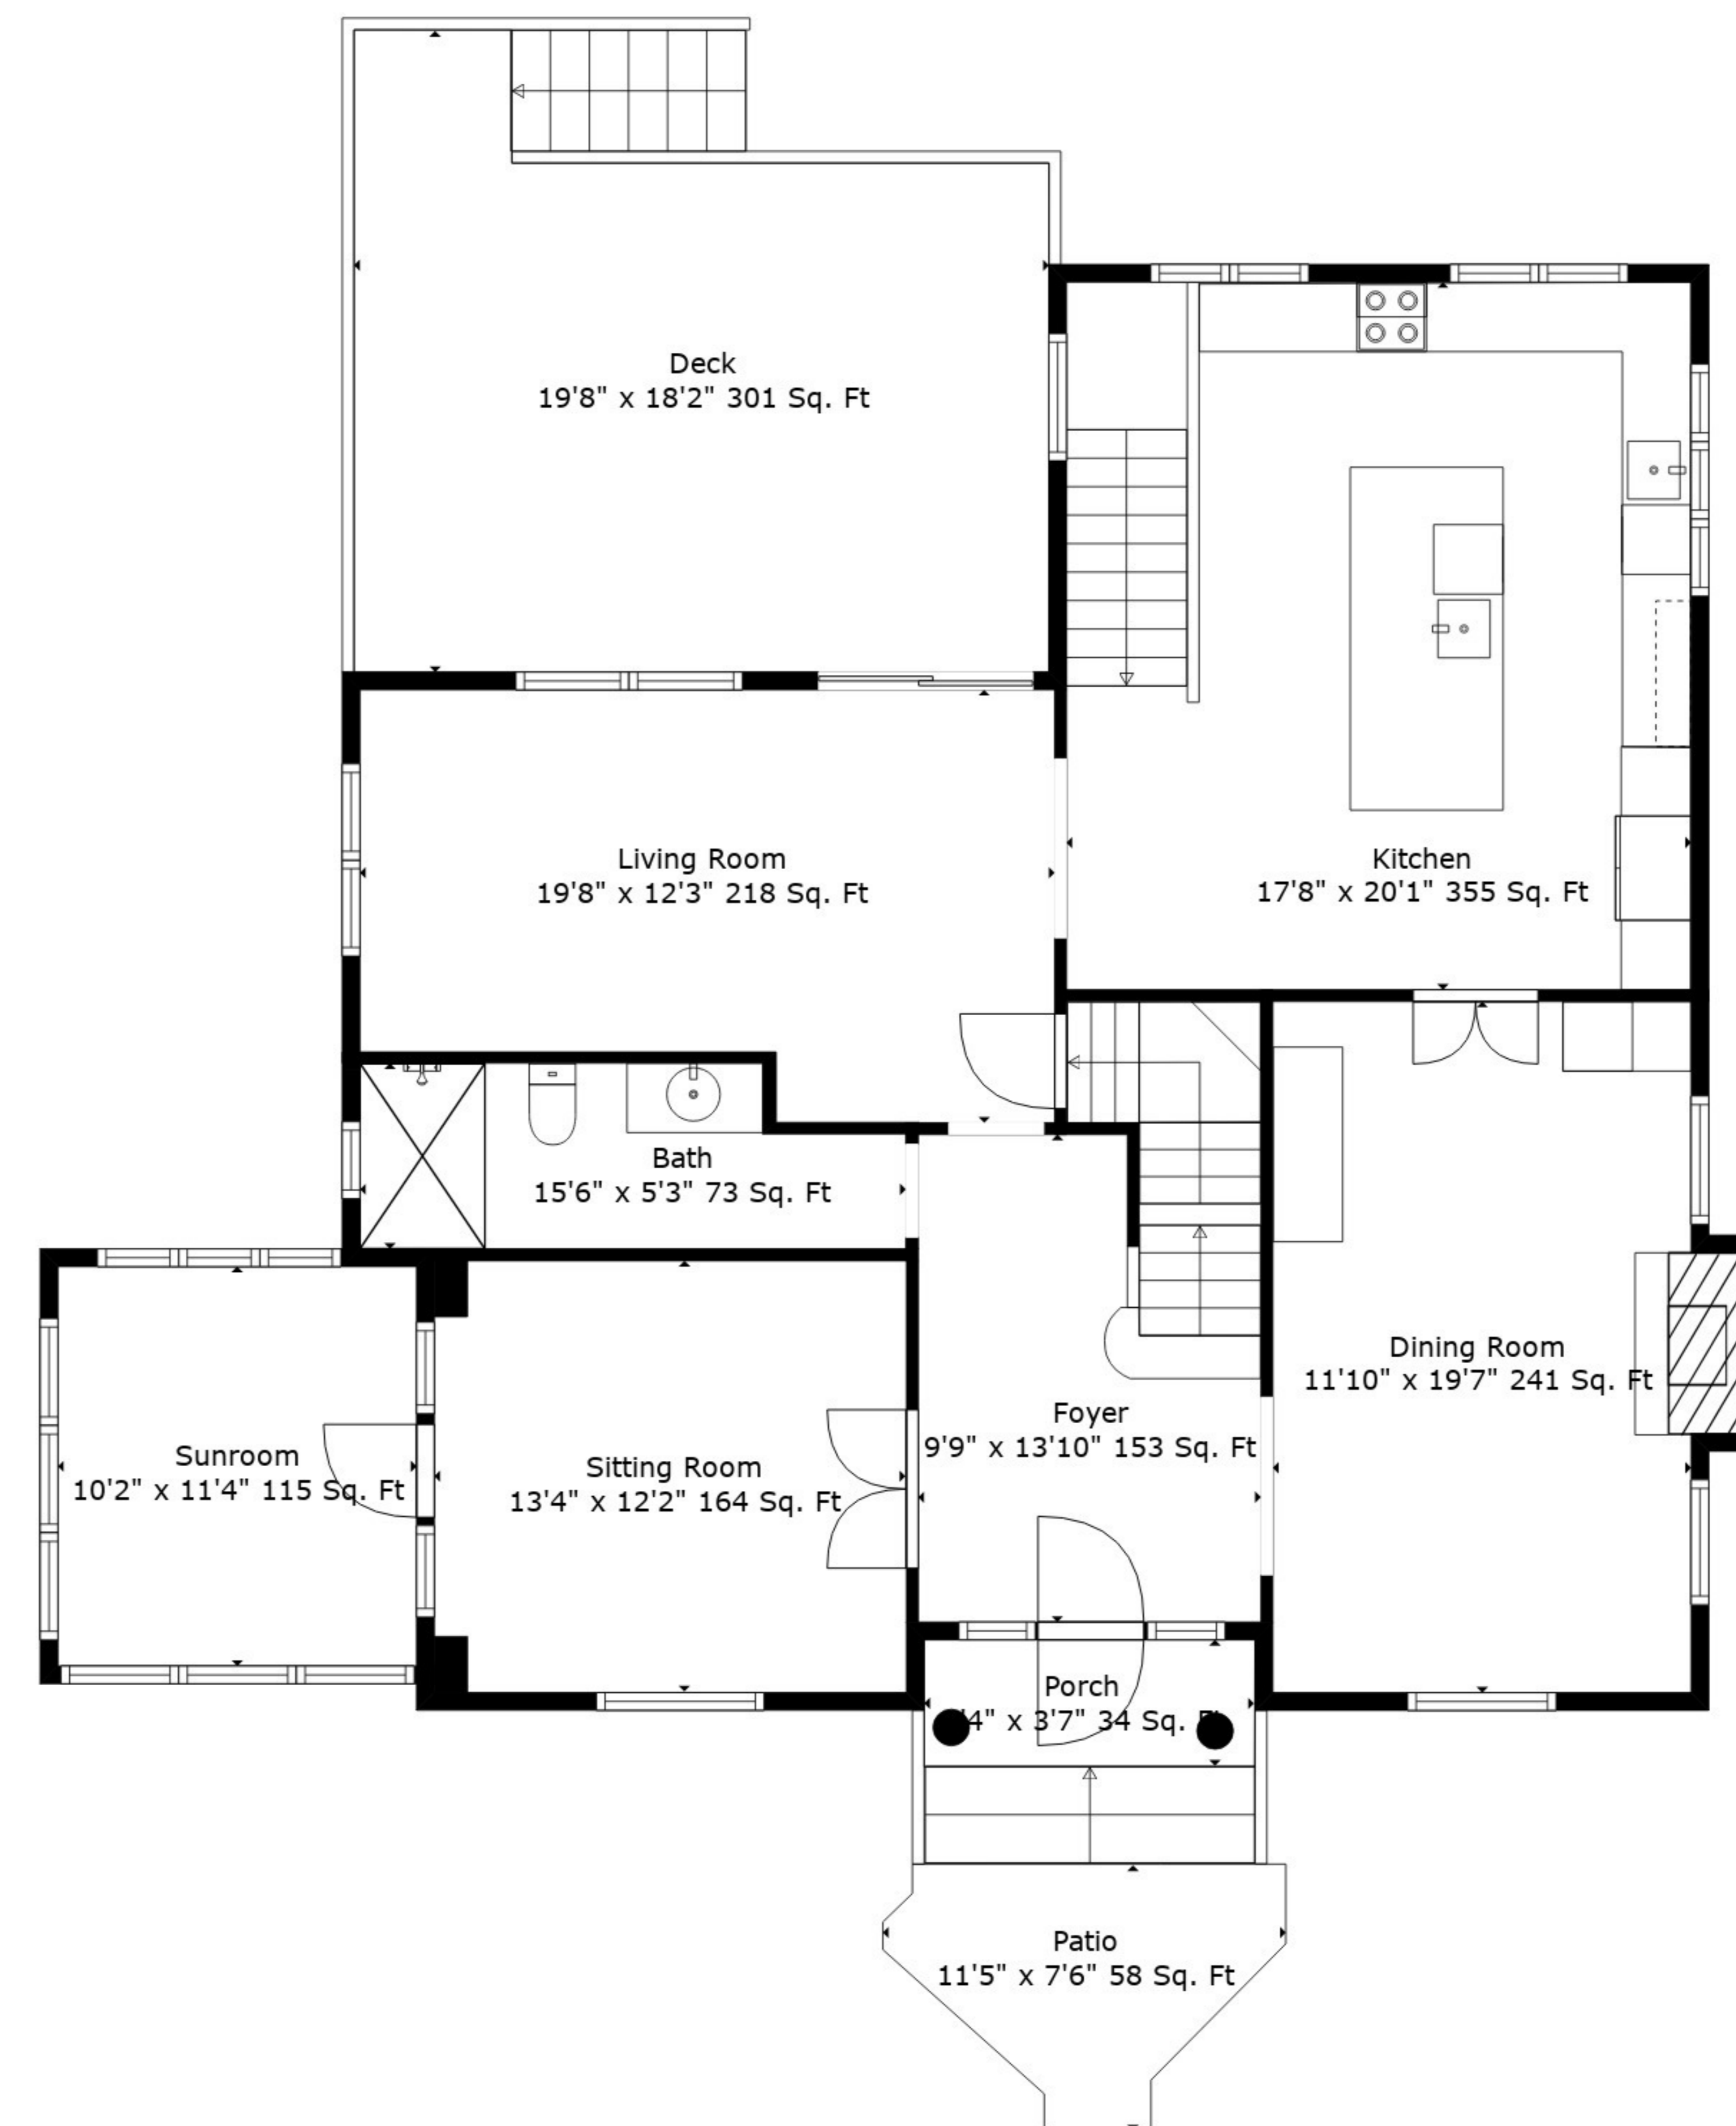 Deck
19'8" x 18'2" 301 Sq. Ft
Living Room
19'8" x 12'3" 218 Sq. Ft
Kitchen
17'8" x 20'1" 355 Sq. Ft
Bath
15'6" x 5'3" 73 Sq. Ft
Dining Room
11'10" x 19'7" 241 Sq. Ft
Foyer
9'9" x 13'10" 153 Sq. Ft
Sunroom
10'2" x 11'4" 115 Sq. Ft
Sitting Room
13'4" x 12'2" 164 Sq. Ft
Porch
x 3'7" 34 Sq.
Patio
11'5" x 7'6" 58 Sq. Ft